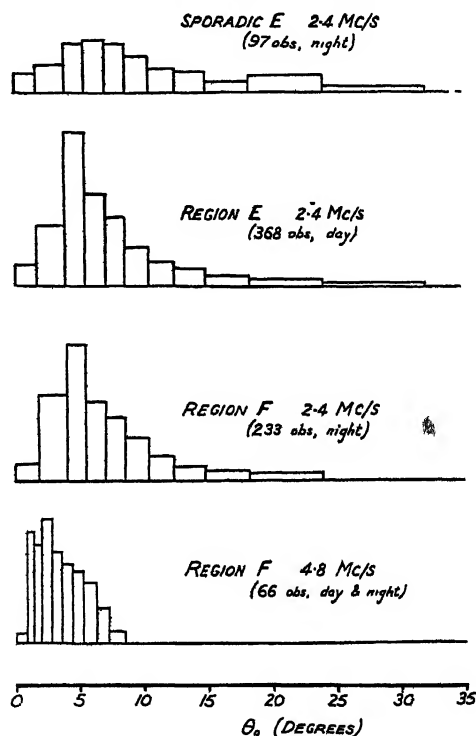 SPORADIC E 2·4 MC/S
(97 obs, night)
REGION E 2·4 MC/S
(368 obs, day)
REGION F 2·4 MC/S
(233 obs, night)
REGION F 4·8 MC/S
(66 obs, day & night)
0 5 10 15 20 25 30 35
θ₀ (DEGREES)